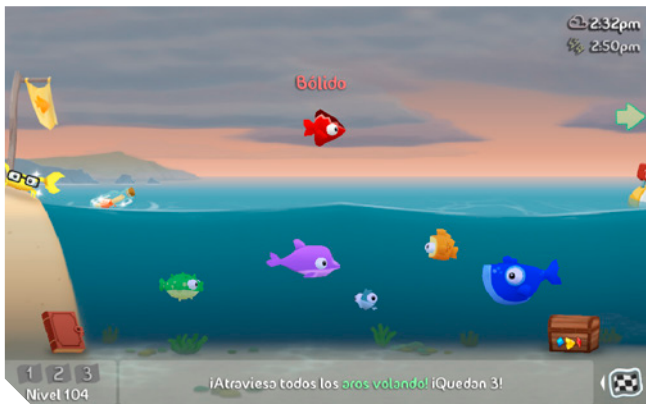 2:32pm
2:50pm
Bólido
1 2 3
Nivel 104
¡Atraviesa todos los aros volando! ¡Quedan 3!